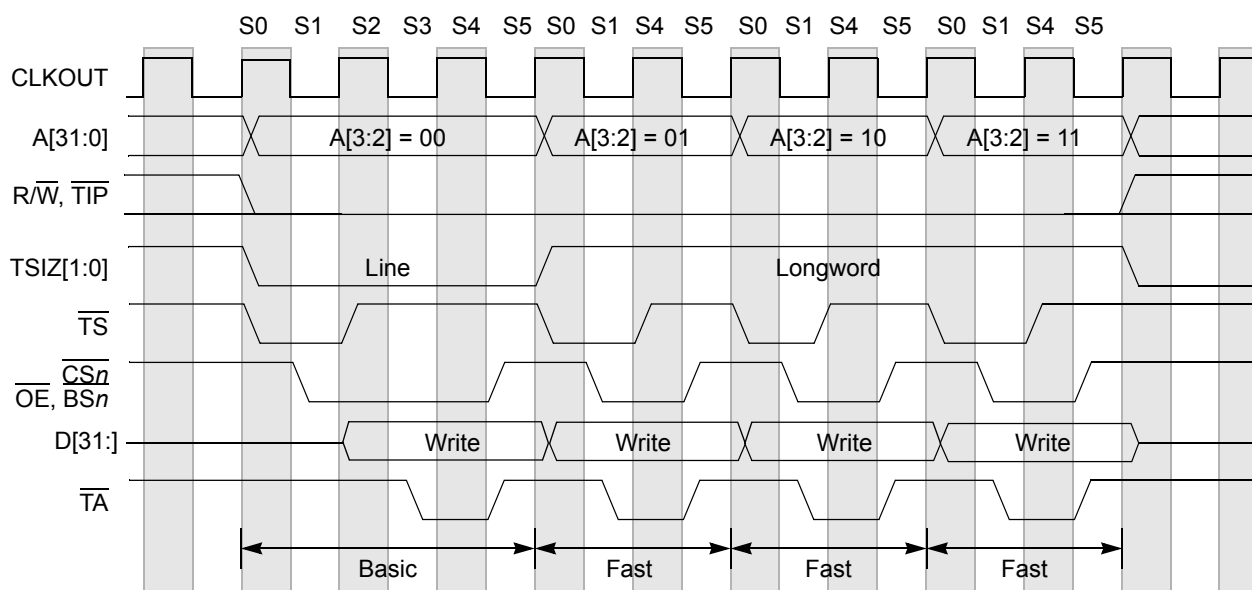 S0 S1 S2 S3 S4 S5 S0 S1 S4 S5 S0 S1 S4 S5 S0 S1 S4 S5
CLKOUT
A[31:0] A[3:2] = 00 A[3:2] = 01 A[3:2] = 10 A[3:2] = 11
R/W, TIP
TSIZ[1:0] Line Longword
TS
CSn
OE, BSn
D[31:] Write Write Write Write
TA
Basic Fast Fast Fast